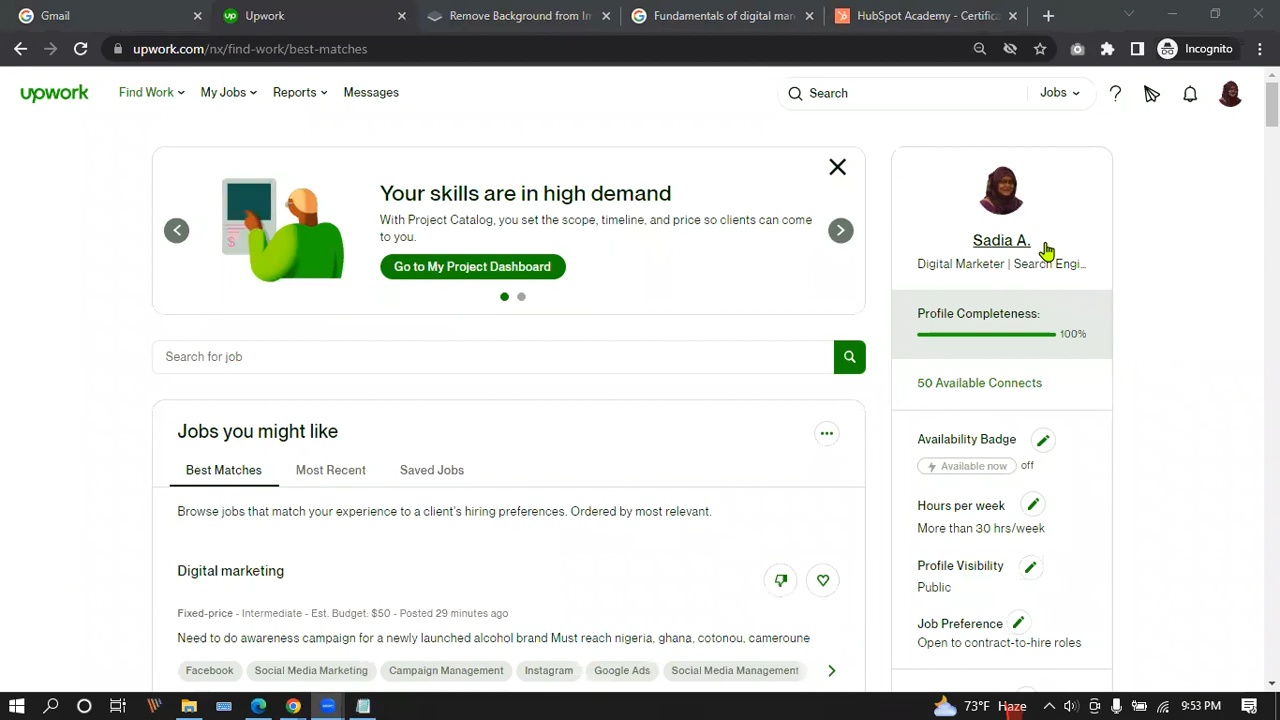 Gmail
Upwork
Remove Background from Im
Fundamentals of digital mar
HubSpot Academy - Certifica
upwork.com/nx/find-work/best-matches
Incognito
upwork
Find Work
My Jobs
Reports
Messages
Search
Jobs
Your skills are in high demand
With Project Catalog, you set the scope, timeline, and price so clients can come
to you.
Go to My Project Dashboard
Sadia A.
Digital Marketer | Search Engi...
Profile Completeness:
100%
Search for job
50 Available Connects
Jobs you might like
Best Matches
Most Recent
Saved Jobs
Availability Badge
Available now
off
Browse jobs that match your experience to a client's hiring preferences. Ordered by most relevant.
Hours per week
More than 30 hrs/week
Digital marketing
Profile Visibility
Public
Fixed-price - Intermediate - Est. Budget: $50 - Posted 29 minutes ago
Need to do awareness campaign for a newly launched alcohol brand Must reach nigeria, ghana, cotonou, cameroune
Job Preference
Open to contract-to-hire roles
Facebook
Social Media Marketing
Campaign Management
Instagram
Google Ads
Social Media Management
73°F Haze
9:53 PM